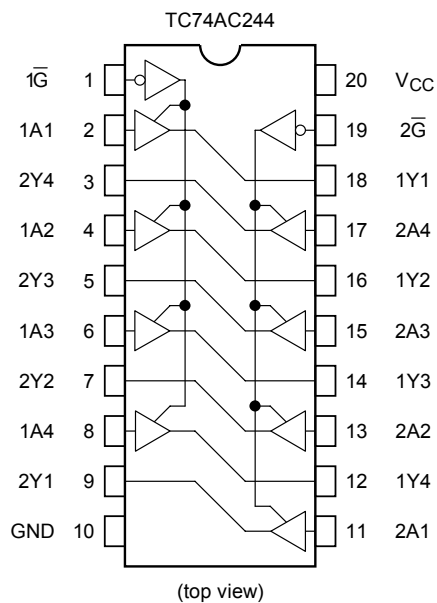 TC74AC244
1G̅ 1 20 VCC
1A1 2 19 2G̅
2Y4 3 18 1Y1
1A2 4 17 2A4
2Y3 5 16 1Y2
1A3 6 15 2A3
2Y2 7 14 1Y3
1A4 8 13 2A2
2Y1 9 12 1Y4
GND 10 11 2A1
(top view)